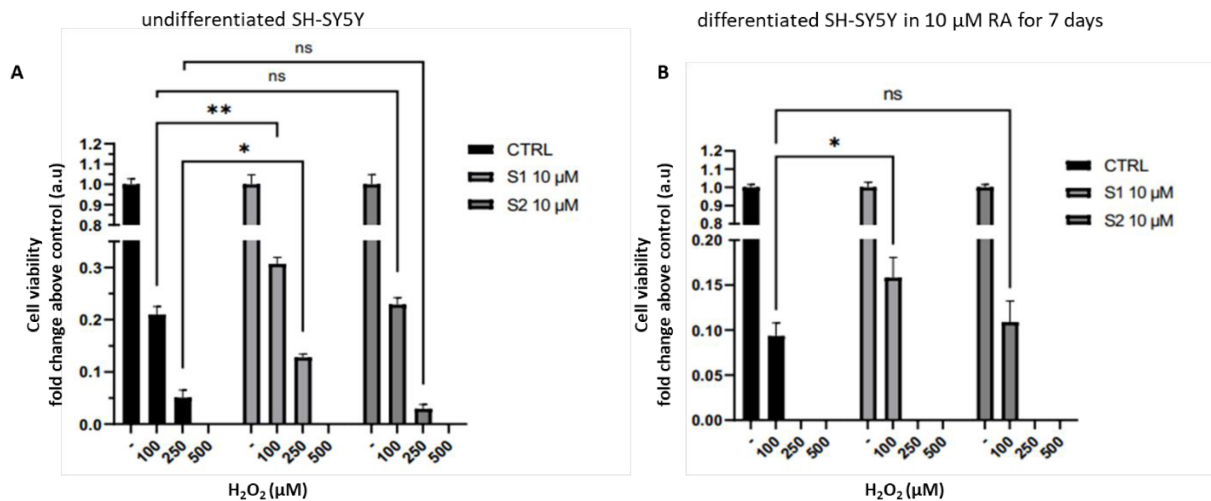 undifferentiated SH-SY5Y
differentiated SH-SY5Y in 10 µM RA for 7 days
A
ns
ns
**
*
CTRL
S1 10 µM
S2 10 µM
Cell viability
fold change above control (a.u)
1.2
1.1
1.0
0.9
0.8
0.3
0.2
0.1
0.0
- 100 250 500 - 100 250 500 - 100 250 500
H₂O₂ (µM)
B
ns
*
CTRL
S1 10 µM
S2 10 µM
Cell viability
fold change above control (a.u)
1.2
1.1
1.0
0.9
0.8
0.20
0.15
0.10
0.05
0.00
- 100 250 500 - 100 250 500 - 100 250 500
H₂O₂ (µM)